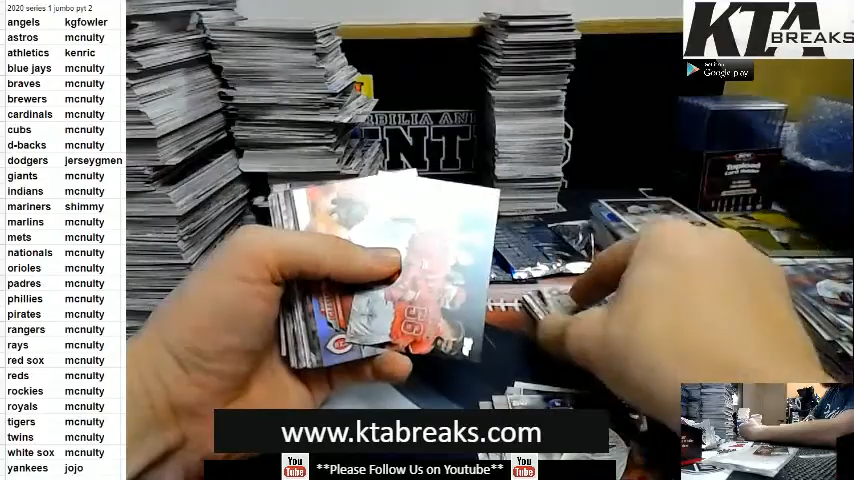 2020 series 1 jumbo pyt 2
angels kgfowler
astros mcnulty
athletics kenric
blue jays mcnulty
braves mcnulty
brewers mcnulty
cardinals mcnulty
cubs mcnulty
d-backs mcnulty
dodgers jerseygmen
giants mcnulty
indians mcnulty
mariners shimmy
marlins mcnulty
mets mcnulty
nationals mcnulty
orioles mcnulty
padres mcnulty
phillies mcnulty
pirates mcnulty
rangers mcnulty
rays mcnulty
red sox mcnulty
reds mcnulty
rockies mcnulty
royals mcnulty
tigers mcnulty
twins mcnulty
white sox mcnulty
yankees jojo
KTA
BREAKS
Google play
www.ktabreaks.com
You
Tube
**Please Follow Us on Youtube**
You
Tube